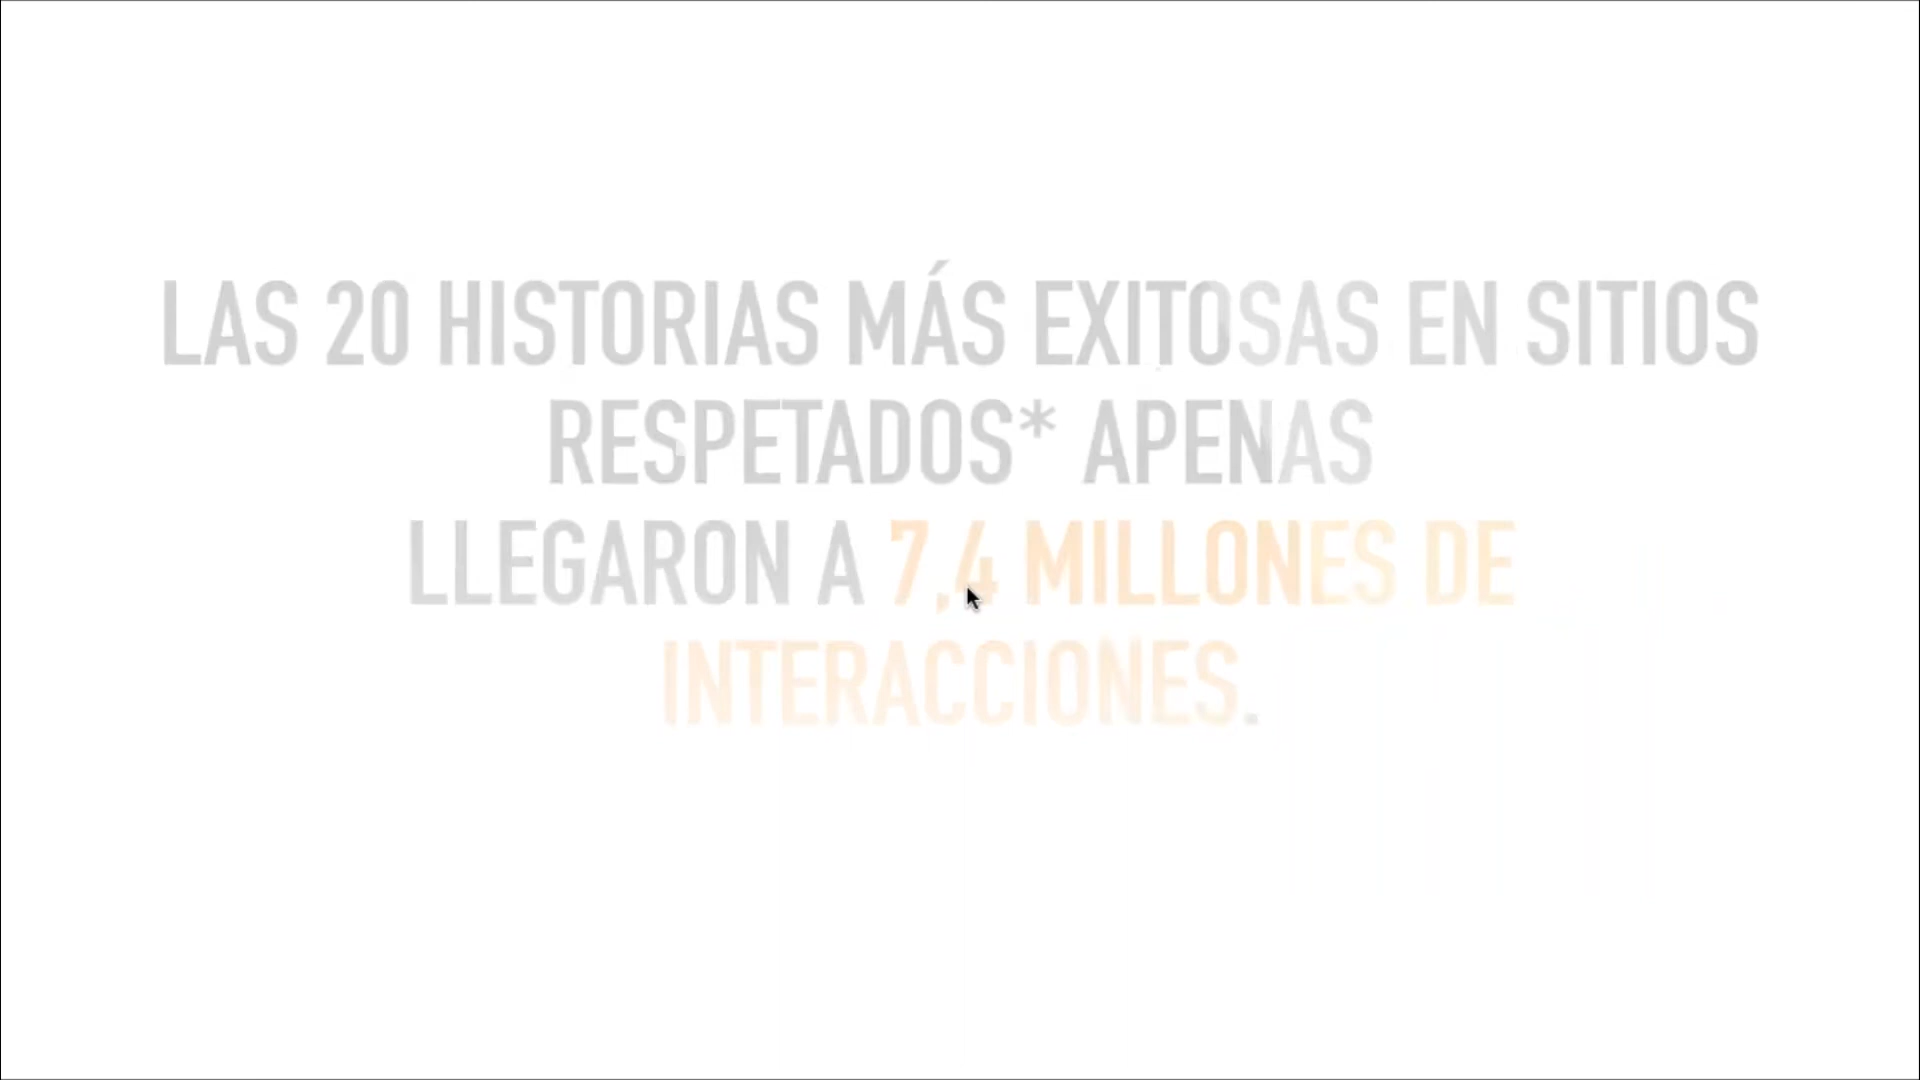 LAS 20 HISTORIAS MÁS EXITOSAS EN SITIOS
RESPETADOS* APENAS
LLEGARON A 7,4 MILLONES DE
INTERACCIONES.